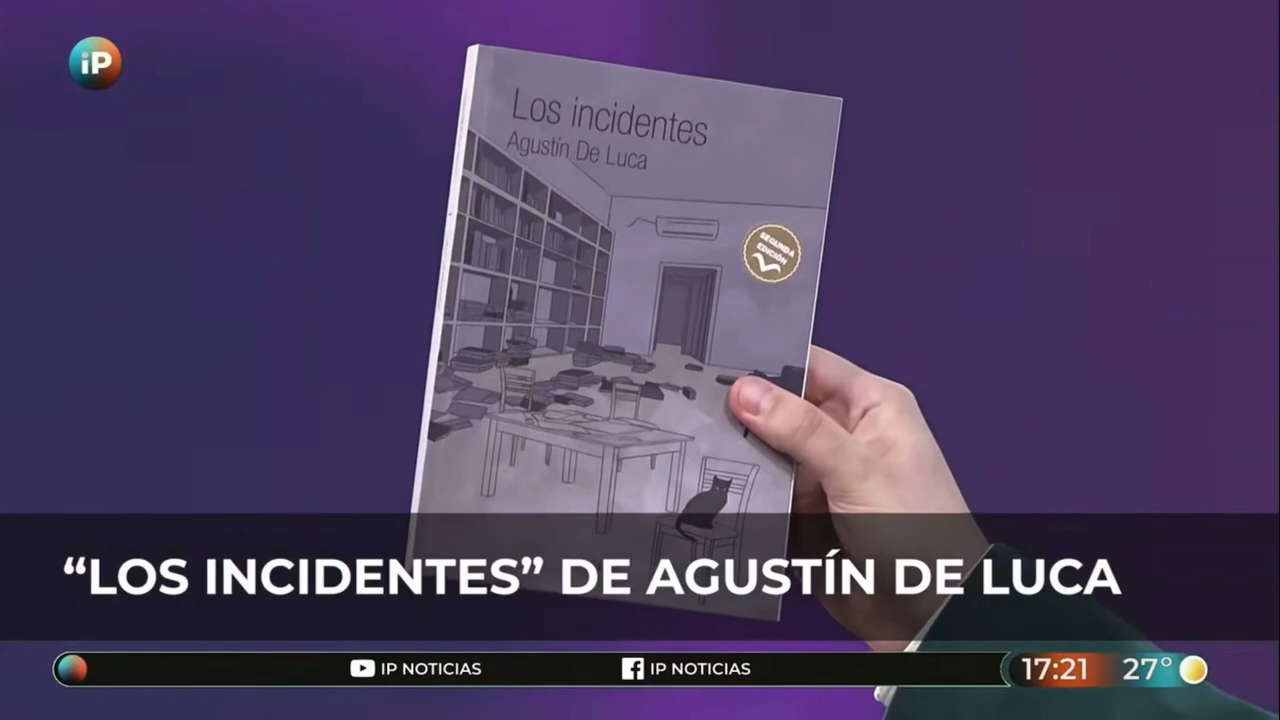 iP
Los incidentes
Agustín De Luca
SEGUNDA
EDICIÓN
“LOS INCIDENTES” DE AGUSTÍN DE LUCA
IP NOTICIAS
IP NOTICIAS
17:21 27°